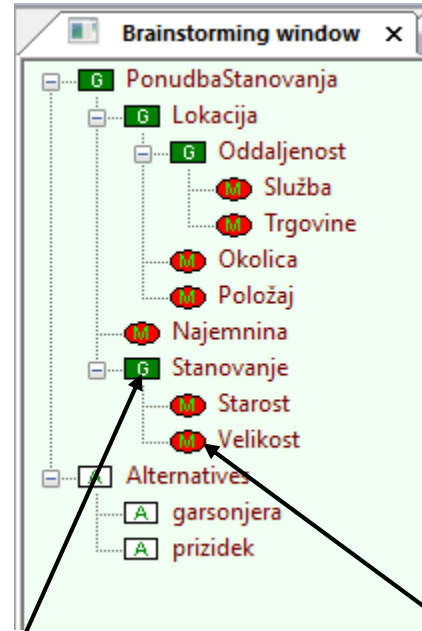 Brainstorming window x
G PonudbaStanovanja
G Lokacija
G Oddaljenost
M Služba
M Trgovine
M Okolica
M Položaj
M Najemnina
G Stanovanje
M Starost
M Velikost
A Alternatives
A garsonjera
A prizidek